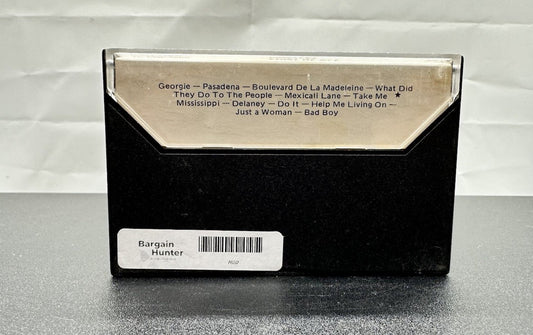 Georgie — Pasadena — Boulevard De La Madeleine — What Did
They Do To The People — Mexicali Lane — Take Me ★
Mississippi — Delaney — Do It — Help Me Living On —
Just a Woman — Bad Boy
Bargain
Hunter